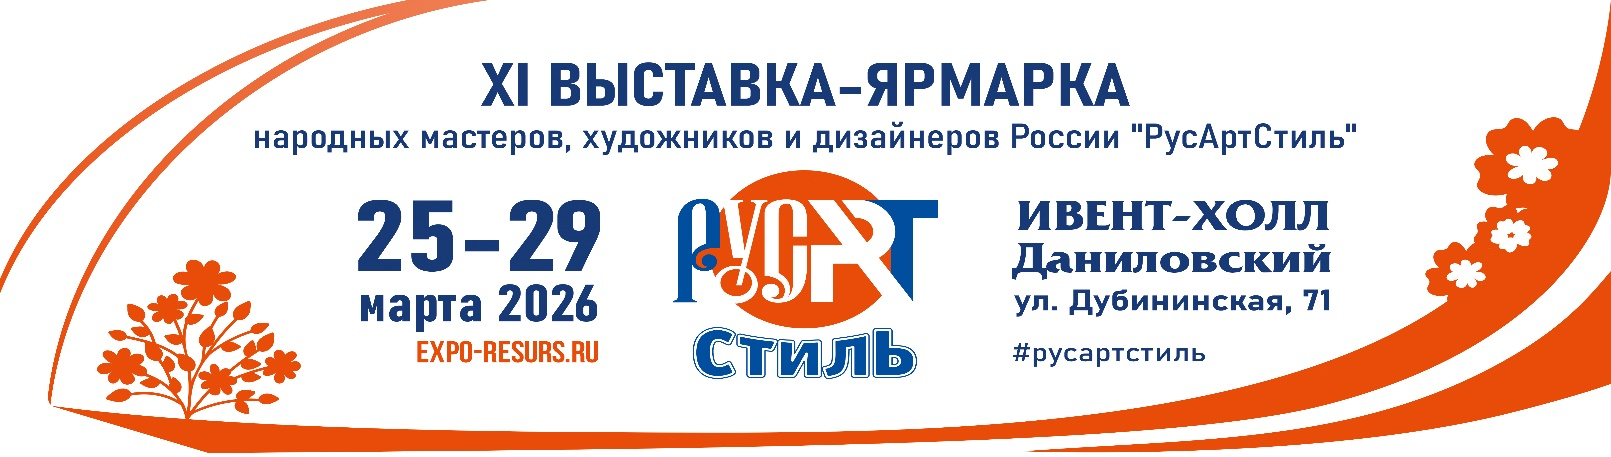 XI ВЫСТАВКА-ЯРМАРКА
народных мастеров, художников и дизайнеров России "РусАртСтиль"
25-29
марта 2026
EXPO-RESURS.RU
РУСАRТ
Стиль
ИВЕНТ-ХОЛЛ
Даниловский
ул. Дубининская, 71
#русартстиль